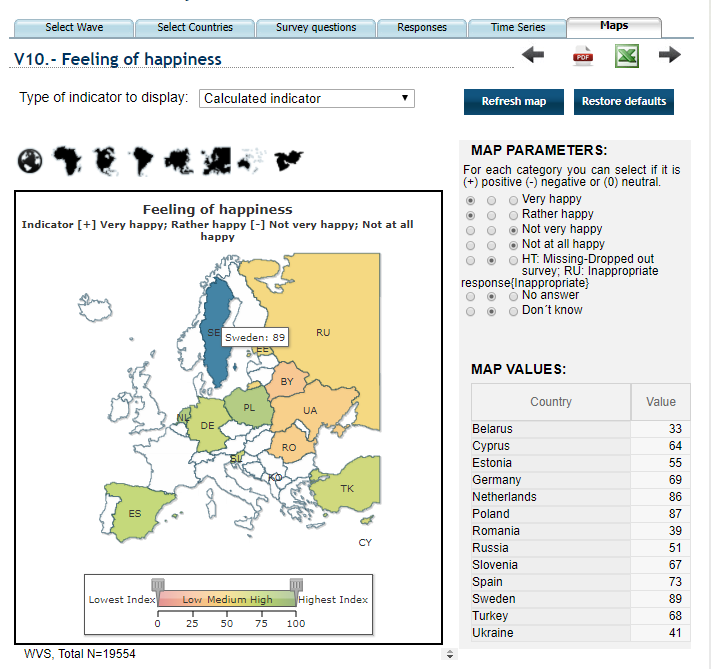 Select Wave
Select Countries
Survey questions
Responses
Time Series
Maps
V10.- Feeling of happiness
PDF
Type of indicator to display:
Calculated indicator
Refresh map
Restore defaults
MAP PARAMETERS:
For each category you can select if it is
(+) positive (-) negative or (0) neutral.
Very happy
Rather happy
Not very happy
Not at all happy
HT: Missing-Dropped out
survey; RU: Inappropriate
response{Inappropriate}
No answer
Don´t know
Feeling of happiness
Indicator [+] Very happy; Rather happy [-] Not very happy; Not at all
happy
SE
Sweden: 89
RU
EE
BY
NL
PL
DE
UA
RO
ES
TK
CY
Lowest Index
Low Medium High
Highest Index
0 25 50 75 100
WVS, Total N=19554
MAP VALUES:
Country Value
Belarus 33
Cyprus 64
Estonia 55
Germany 69
Netherlands 86
Poland 87
Romania 39
Russia 51
Slovenia 67
Spain 73
Sweden 89
Turkey 68
Ukraine 41